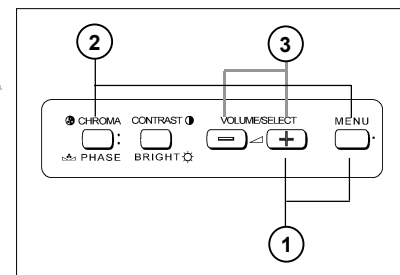 2 3
CHROMA CONTRAST VOLUME/SELECT MENU
− +
PHASE BRIGHT
1